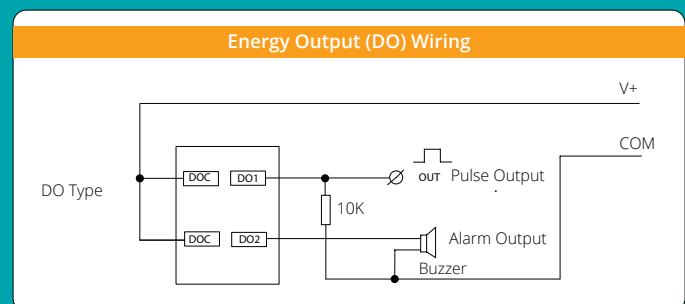 Energy Output (DO) Wiring
V+
COM
DOC DO1
OUT Pulse Output
DO Type
10K
DOC DO2
Alarm Output
Buzzer